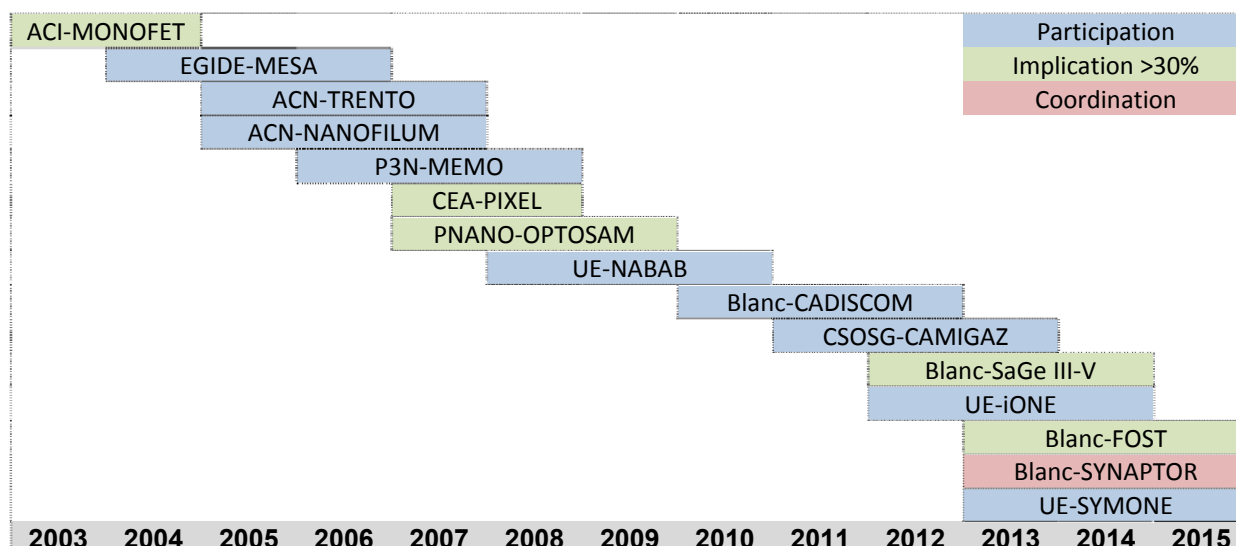 ACI-MONOFET
Participation
EGIDE-MESA
Implication >30%
ACN-TRENTO
Coordination
ACN-NANOFILUM
P3N-MEMO
CEA-PIXEL
PNANO-OPTOSAM
UE-NABAB
Blanc-CADISCOM
CSOSG-CAMIGAZ
Blanc-SaGe III-V
UE-iONE
Blanc-FOST
Blanc-SYNAPTOR
UE-SYMONE
2003 2004 2005 2006 2007 2008 2009 2010 2011 2012 2013 2014 2015